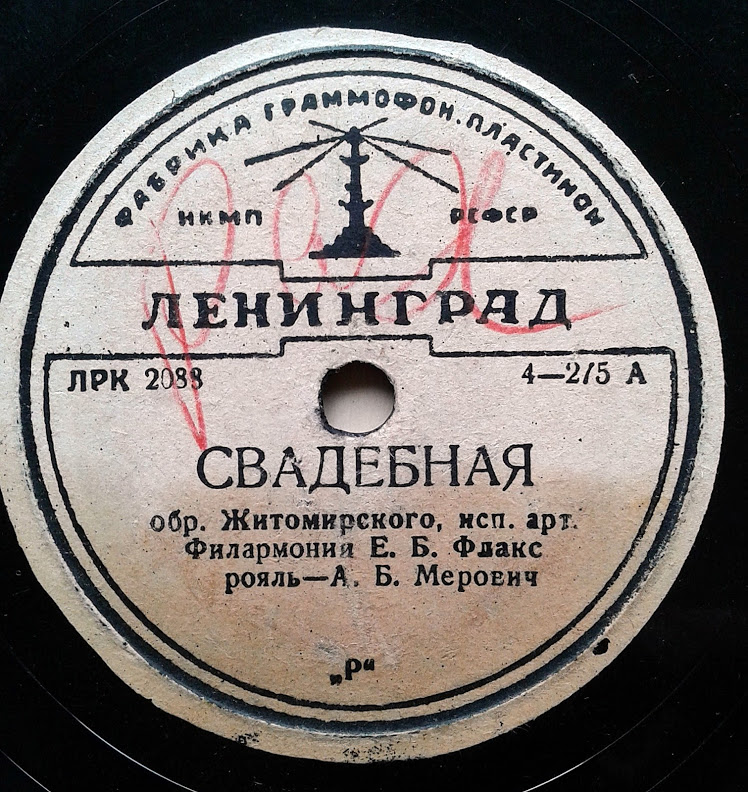 ФАБРИКА ГРАММОФОН.ПЛАСТИНОК
НКМП РСФСР
ЛЕНИНГРАД
ЛРК 2088 4—2/5 А
СВАДЕБНАЯ
обр. Житомирского, исп. арт.
Филармонии Е. Б. Флакс
рояль—А. Б. Мерович
„Р“